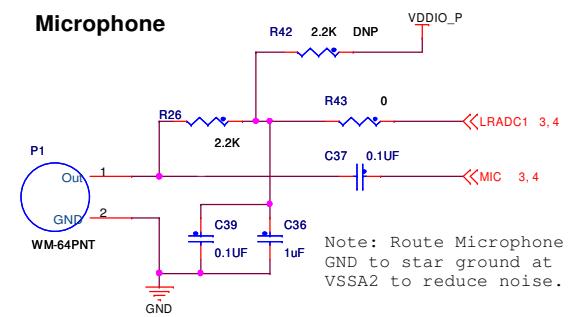 Microphone
VDDIO_P
R42 2.2K DNP
R26
2.2K
R43 0
LRADC1 3, 4
P1
Out 1
C37 0.1UF
MIC 3, 4
GND 2
WM-64PNT
C39
0.1UF
C36
1uF
Note: Route Microphone
GND to star ground at
VSSA2 to reduce noise.
GND